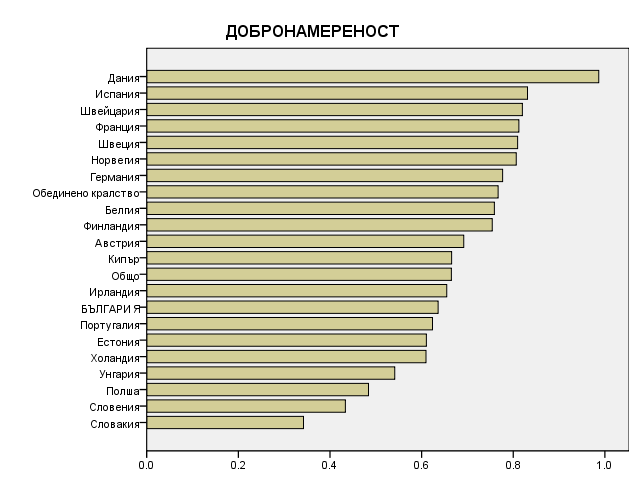 ДОБРОНАМЕРЕНОСТ
Дания
Испания
Швейцария
Франция
Швеция
Норвегия
Германия
Обединено кралство
Белгия
Финландия
Австрия
Кипър
Общо
Ирландия
БЪЛГАРИЯ
Португалия
Естония
Холандия
Унгария
Полша
Словения
Словакия
0.0 0.2 0.4 0.6 0.8 1.0